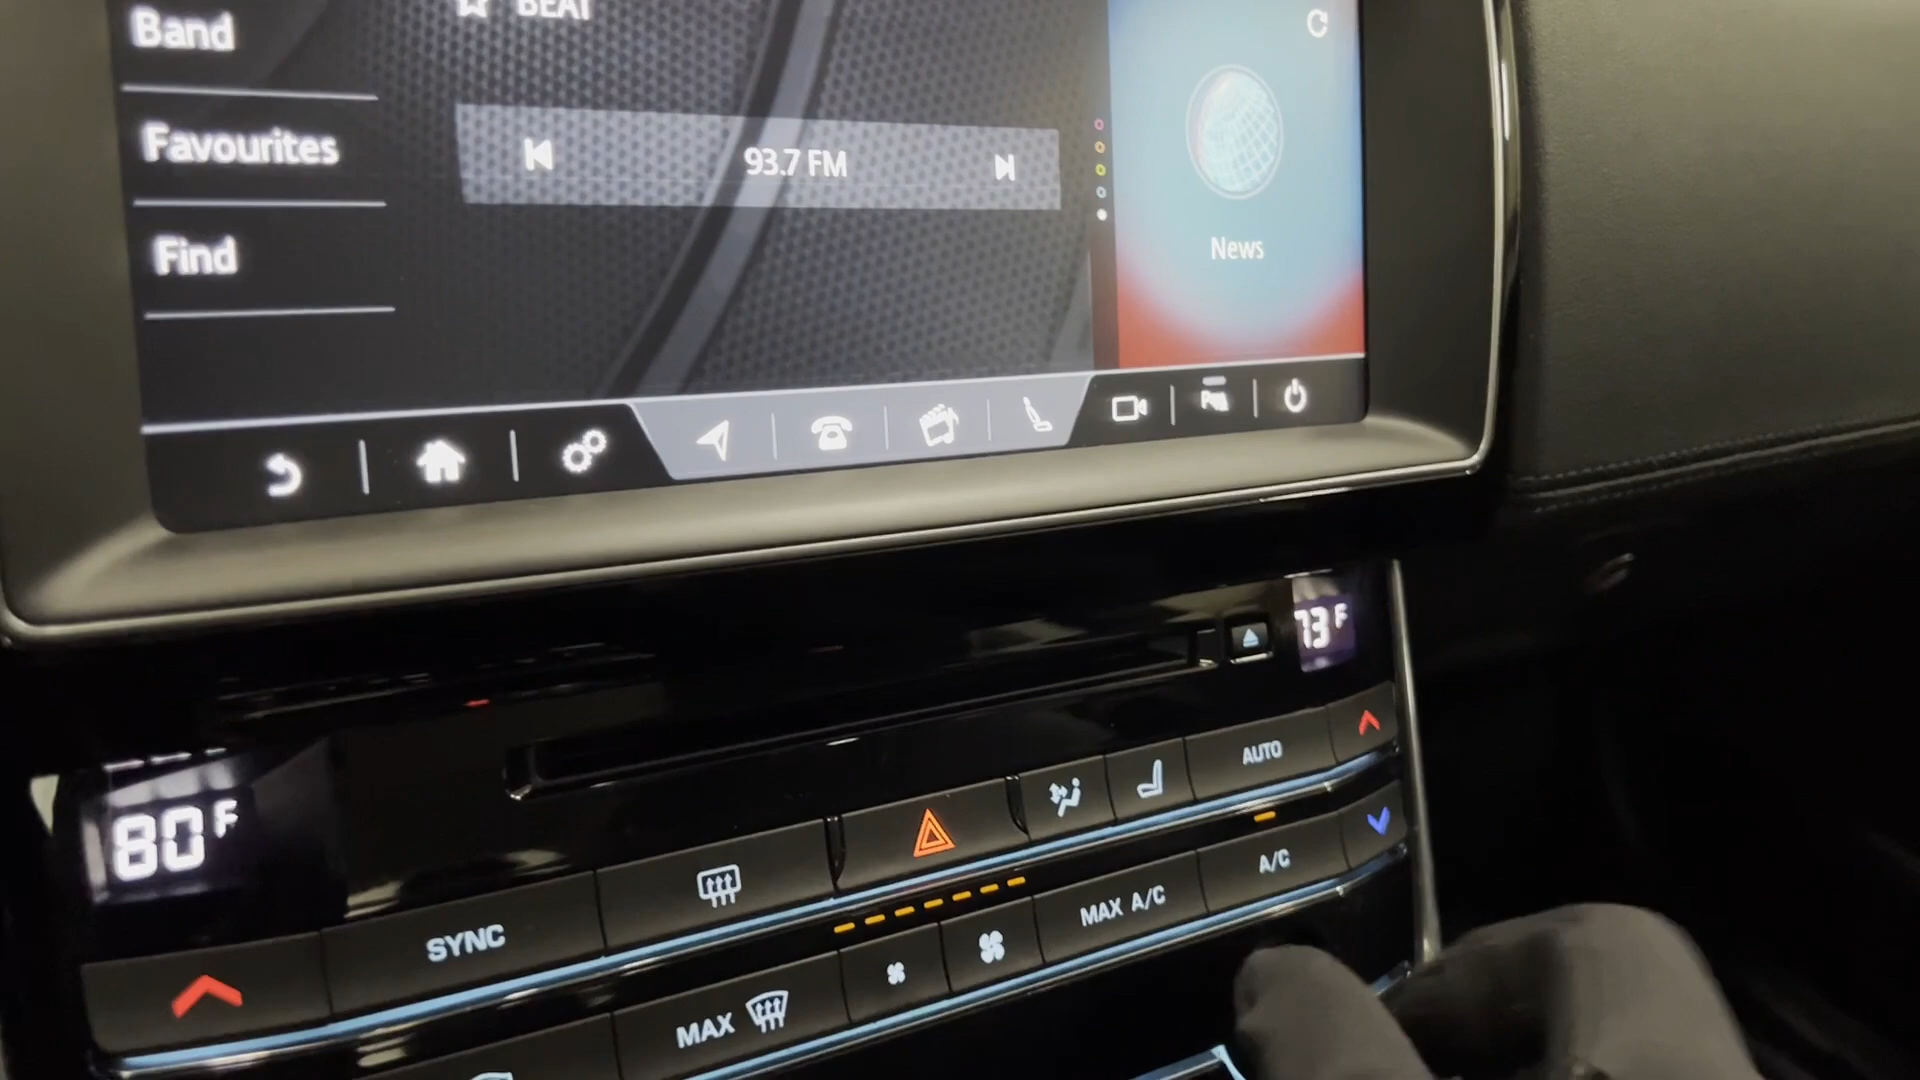 BEAT
Band
Favourites
93.7 FM
Find
News
73 F
80 F
AUTO
SYNC
A/C
MAX A/C
MAX